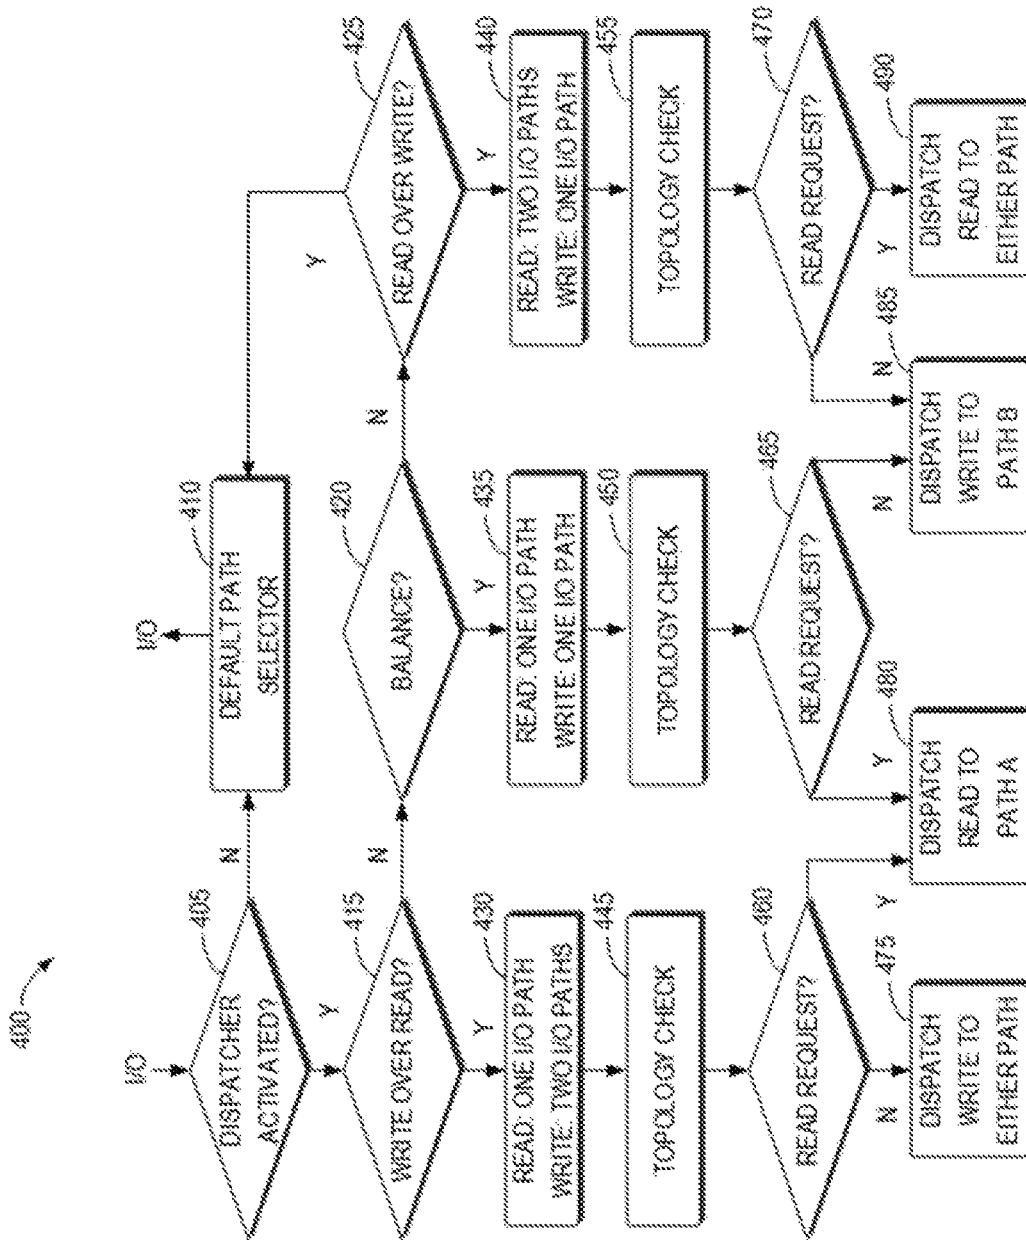 400
I/O
DISPATCHER
ACTIVATED?
405
N
I/O
DEFAULT PATH
SELECTOR
410
Y
Y
WRITE OVER READ?
415
N
BALANCE?
420
N
READ OVER WRITE?
425
Y
READ: ONE I/O PATH
WRITE: TWO I/O PATHS
430
Y
READ: ONE I/O PATH
WRITE: ONE I/O PATH
435
Y
READ: TWO I/O PATHS
WRITE: ONE I/O PATH
440
TOPOLOGY CHECK
445
TOPOLOGY CHECK
450
TOPOLOGY CHECK
455
READ REQUEST?
460
READ REQUEST?
465
READ REQUEST?
470
N
Y
Y
N
N
Y
DISPATCH
WRITE TO
EITHER PATH
475
DISPATCH
READ TO
PATH A
480
DISPATCH
WRITE TO
PATH B
485
DISPATCH
READ TO
EITHER PATH
490